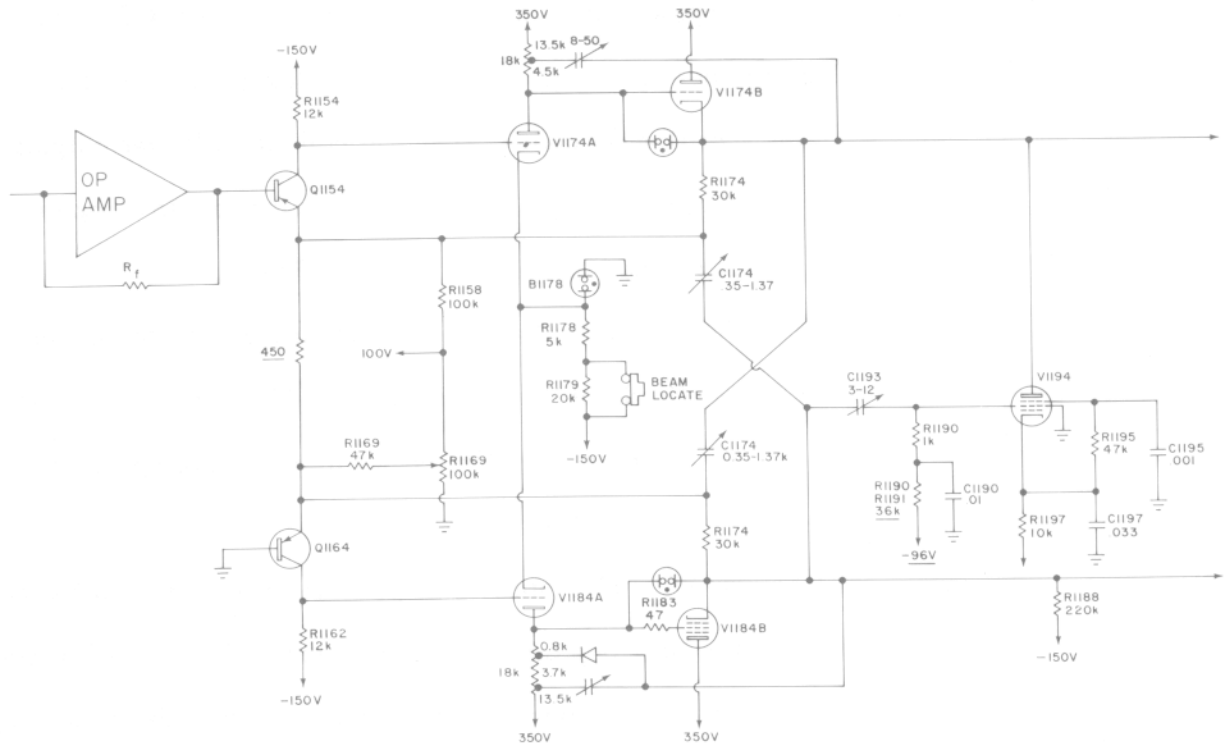 350V
350V
-150V
13.5k
8-50
18k
4.5k
R1154
12k
V1174B
V1174A
OP
AMP
Q1154
R1174
30k
Rf
B1178
C1174
.35-1.37
R1158
100k
R1178
5k
450
100V
R1179
20k
BEAM
LOCATE
C1193
3-12
V1194
-150V
R1190
1k
R1195
47k
C1195
.001
C1174
0.35-1.37k
R1169
47k
R1169
100k
R1190
R1191
36k
C1190
.01
R1197
10k
C1197
.033
-96V
Q1164
R1174
30k
V1184A
R1183
47
V1184B
R1188
220k
R1162
12k
0.8k
18k
3.7k
13.5k
-150V
-150V
350V
350V